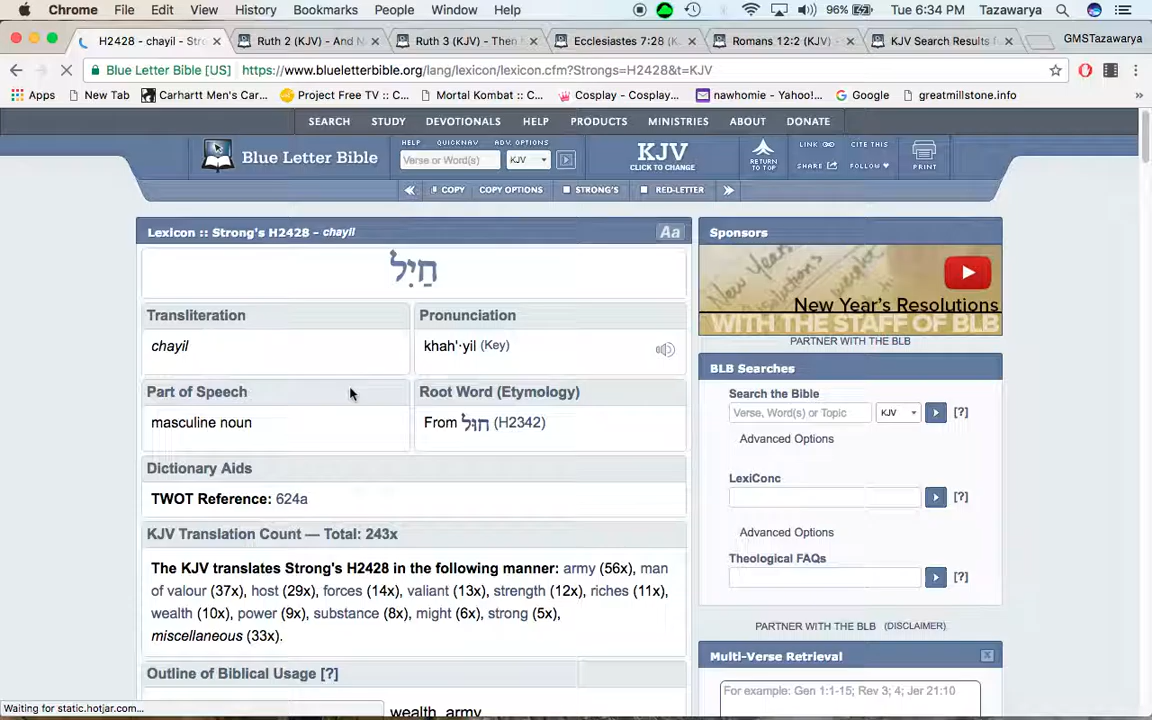 Chrome File Edit View History Bookmarks People Window Help 96% Tue 6:34 PM Tazawarya
H2428 - chayil - Stro Ruth 2 (KJV) - And N Ruth 3 (KJV) - Then Ecclesiastes 7:28 (K Romans 12:2 (KJV) KJV Search Results f GMSTazawarya
Blue Letter Bible [US] https://www.blueletterbible.org/lang/lexicon/lexicon.cfm?Strongs=H2428&t=KJV
Apps New Tab Carhartt Men's Car... Project Free TV :: C... Mortal Kombat :: C... Cosplay - Cosplay... nawhomie - Yahoo!... Google greatmillstone.info »
SEARCH STUDY DEVOTIONALS HELP PRODUCTS MINISTRIES ABOUT DONATE
HELP QUICKNAV ADV. OPTIONS
Blue Letter Bible Verse or Word(s) KJV KJV CLICK TO CHANGE RETURN TO TOP LINK CITE THIS SHARE FOLLOW PRINT
COPY COPY OPTIONS STRONG'S RED-LETTER
Lexicon :: Strong's H2428 - chayil Aa
חַיִל
Transliteration Pronunciation
chayil khah'·yil (Key)
Part of Speech Root Word (Etymology)
masculine noun From חוּל (H2342)
Dictionary Aids
TWOT Reference: 624a
KJV Translation Count — Total: 243x
The KJV translates Strong's H2428 in the following manner: army (56x), man
of valour (37x), host (29x), forces (14x), valiant (13x), strength (12x), riches (11x),
wealth (10x), power (9x), substance (8x), might (6x), strong (5x),
miscellaneous (33x).
Outline of Biblical Usage [?]
wealth, army
Sponsors
New Year's Resolutions
WITH THE STAFF OF BLB
PARTNER WITH THE BLB
BLB Searches
Search the Bible
Verse, Word(s) or Topic KJV [?]
Advanced Options
LexiConc
[?]
Advanced Options
Theological FAQs
[?]
PARTNER WITH THE BLB (DISCLAIMER)
Multi-Verse Retrieval x
For example: Gen 1:1-15; Rev 3; 4; Jer 21:10
Waiting for static.hotjar.com...